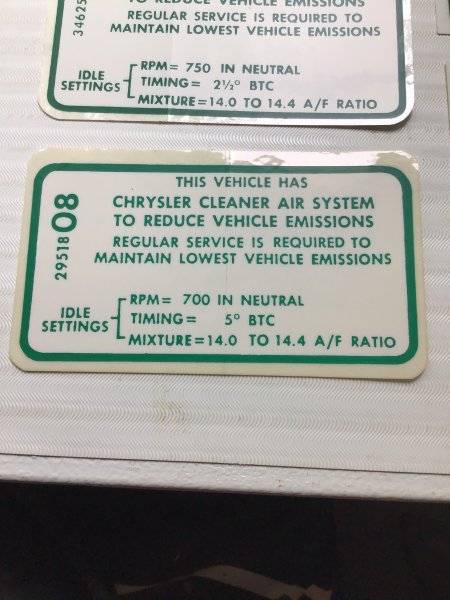 TO REDUCE VEHICLE EMISSIONS
REGULAR SERVICE IS REQUIRED TO
MAINTAIN LOWEST VEHICLE EMISSIONS
34625
IDLE
SETTINGS
RPM= 750 IN NEUTRAL
TIMING= 2½° BTC
MIXTURE=14.0 TO 14.4 A/F RATIO
2951808
THIS VEHICLE HAS
CHRYSLER CLEANER AIR SYSTEM
TO REDUCE VEHICLE EMISSIONS
REGULAR SERVICE IS REQUIRED TO
MAINTAIN LOWEST VEHICLE EMISSIONS
IDLE
SETTINGS
RPM= 700 IN NEUTRAL
TIMING= 5° BTC
MIXTURE=14.0 TO 14.4 A/F RATIO